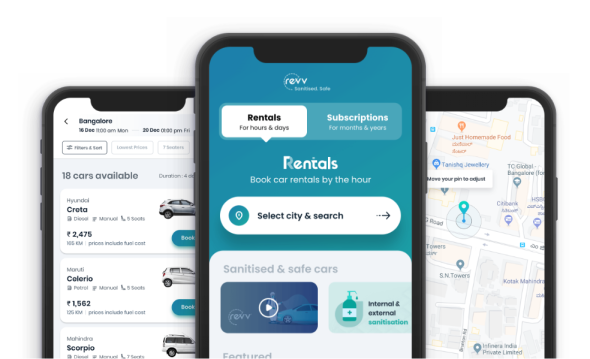 Bangalore
16 Dec 11:00 am Mon
20 Dec 01:00 pm Fri
Filters & Sort
Lowest Prices
7 Seaters
18 cars available
Duration : 4
Hyundai
Creta
Diesel
Manual
5 Seats
₹ 2,475
prices include fuel cost
Book
Maruti
Celerio
Petrol
Manual
5 Seats
₹ 1,562
125 KM
prices include fuel cost
Book
Mahindra
Scorpio
Diesel
Manual
7 Seats
revv
Sanitised. Safe
Rentals
For hours & days
Subscriptions
For months & years
Rentals
Book car rentals by the hour
Select city & search
Sanitised & safe cars
revv
Internal &
external
sanitisation
Featured
Just Homemade Food
Tanishq Jewellery
TC-Global -
Bangalore (for
Move your pin to adjust
Citibank
HSR
G Road
Towers
S.N.Towers
Kotak Mahindra
Infinera India
Private Limited